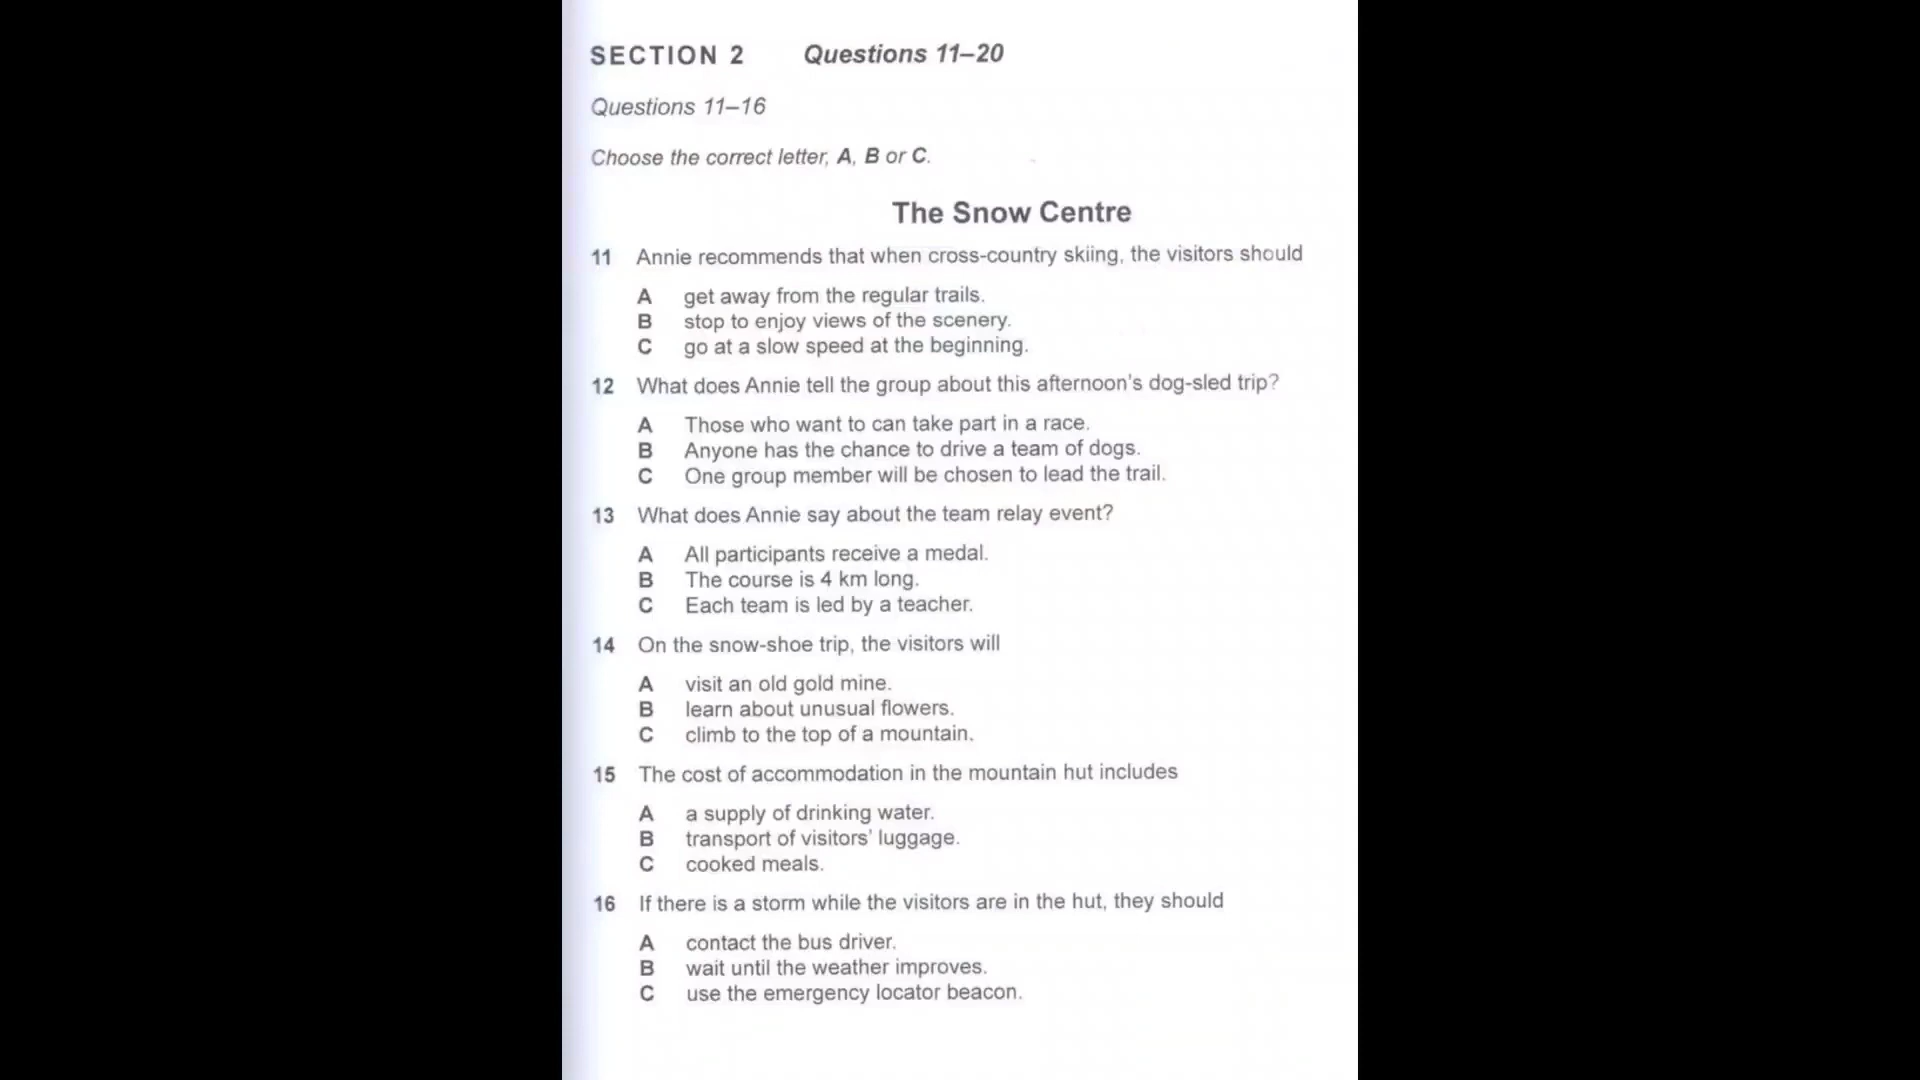 SECTION 2 Questions 11–20
Questions 11–16
Choose the correct letter, A, B or C.
The Snow Centre
11 Annie recommends that when cross-country skiing, the visitors should
A get away from the regular trails.
B stop to enjoy views of the scenery.
C go at a slow speed at the beginning.
12 What does Annie tell the group about this afternoon's dog-sled trip?
A Those who want to can take part in a race.
B Anyone has the chance to drive a team of dogs.
C One group member will be chosen to lead the trail.
13 What does Annie say about the team relay event?
A All participants receive a medal.
B The course is 4 km long.
C Each team is led by a teacher.
14 On the snow-shoe trip, the visitors will
A visit an old gold mine.
B learn about unusual flowers.
C climb to the top of a mountain.
15 The cost of accommodation in the mountain hut includes
A a supply of drinking water.
B transport of visitors' luggage.
C cooked meals.
16 If there is a storm while the visitors are in the hut, they should
A contact the bus driver.
B wait until the weather improves.
C use the emergency locator beacon.